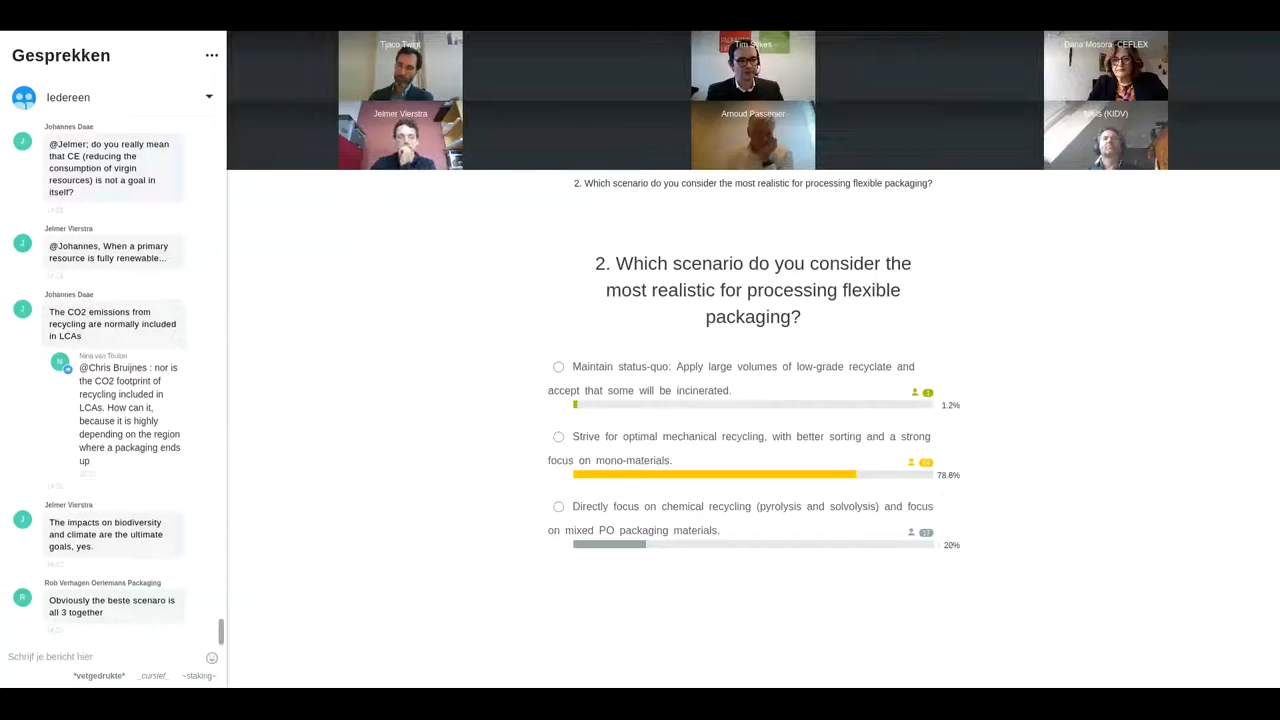 Gesprekken
Iedereen
Johannes Daae
@Jelmer; do you really mean
that CE (reducing the
consumption of virgin
resources) is not a goal in
itself?
Jelmer Vierstra
@Johannes, When a primary
resource is fully renewable...
Johannes Daae
The CO2 emissions from
recycling are normally included
in LCAs
Nina van Toulon
@Chris Bruijnes : nor is
the CO2 footprint of
recycling included in
LCAs. How can it,
because it is highly
depending on the region
where a packaging ends
up
Jelmer Vierstra
The impacts on biodiversity
and climate are the ultimate
goals, yes.
Rob Verhagen Oerlemans Packaging
Obviously the beste scenaro is
all 3 together
Schrijf je bericht hier
*vetgedrukte* _cursief_ ~staking~
Tjaco Twigt
Tim Sykes
Dana Mosora -CEFLEX
Jelmer Vierstra
Arnoud Passenier
(KIDV)
2. Which scenario do you consider the most realistic for processing flexible packaging?
2. Which scenario do you consider the
most realistic for processing flexible
packaging?
Maintain status-quo: Apply large volumes of low-grade recyclate and
accept that some will be incinerated.
1
1.2%
Strive for optimal mechanical recycling, with better sorting and a strong
focus on mono-materials.
78.8%
Directly focus on chemical recycling (pyrolysis and solvolysis) and focus
on mixed PO packaging materials.
20%